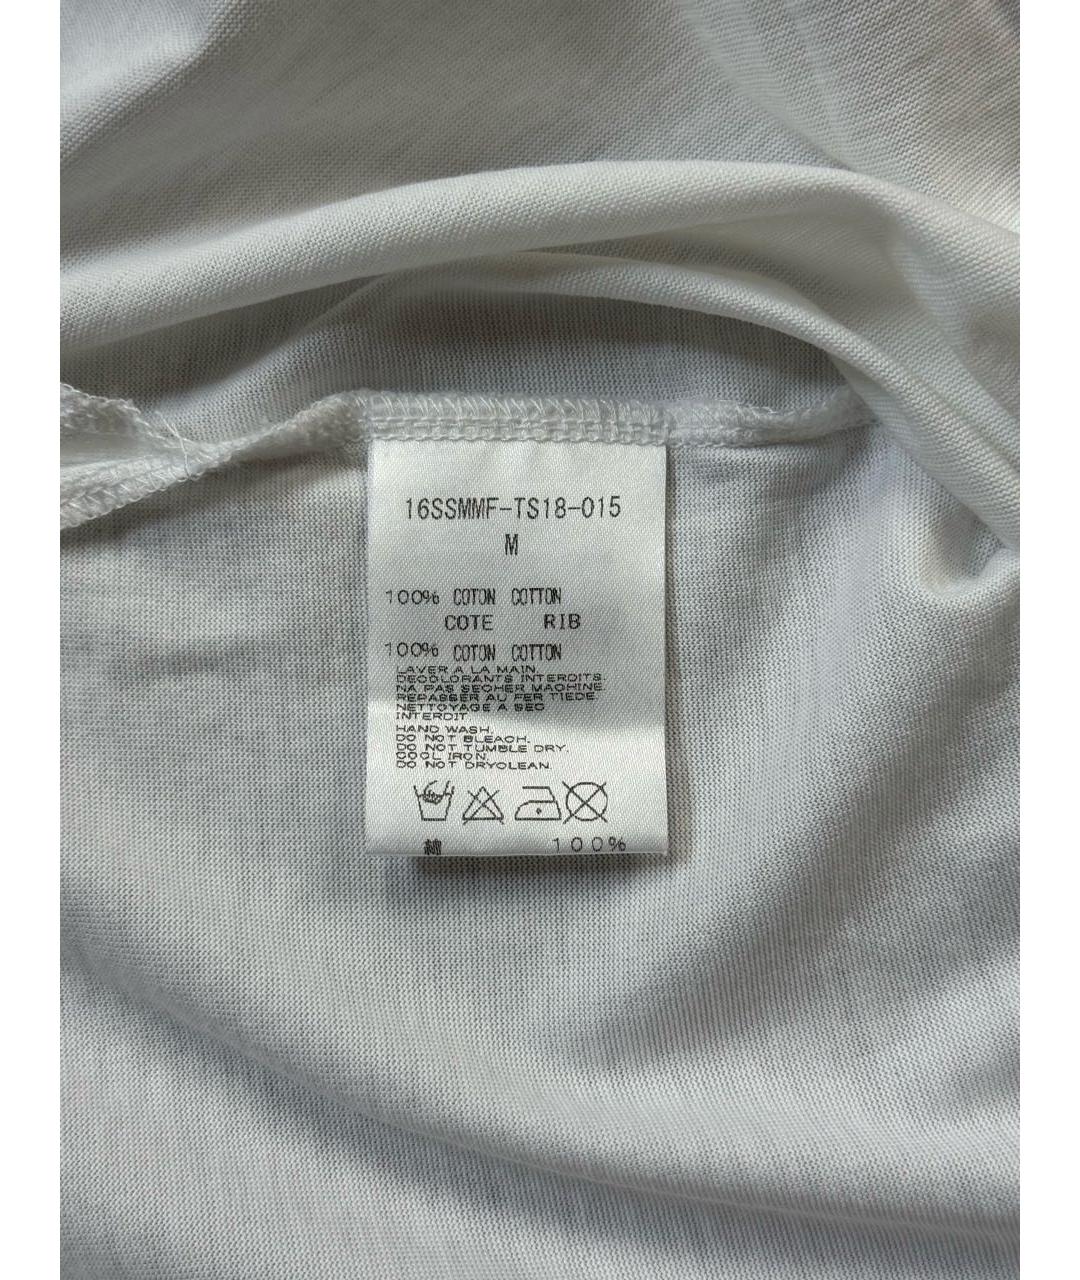 16SSMMF-TS18-015
M
100% COTON COTTON
COTE RIB
100% COTON COTTON
LAVER A LA MAIN.
DECOLORANTS INTERDITS.
NA PAS SECHER MACHINE.
REPASSER AU FER TIEDE.
NETTOYAGE A SEC
INTERDIT
HAND WASH.
DO NOT BLEACH.
DO NOT TUMBLE DRY.
COOL IRON.
DO NOT DRYCLEAN.
綿 100%